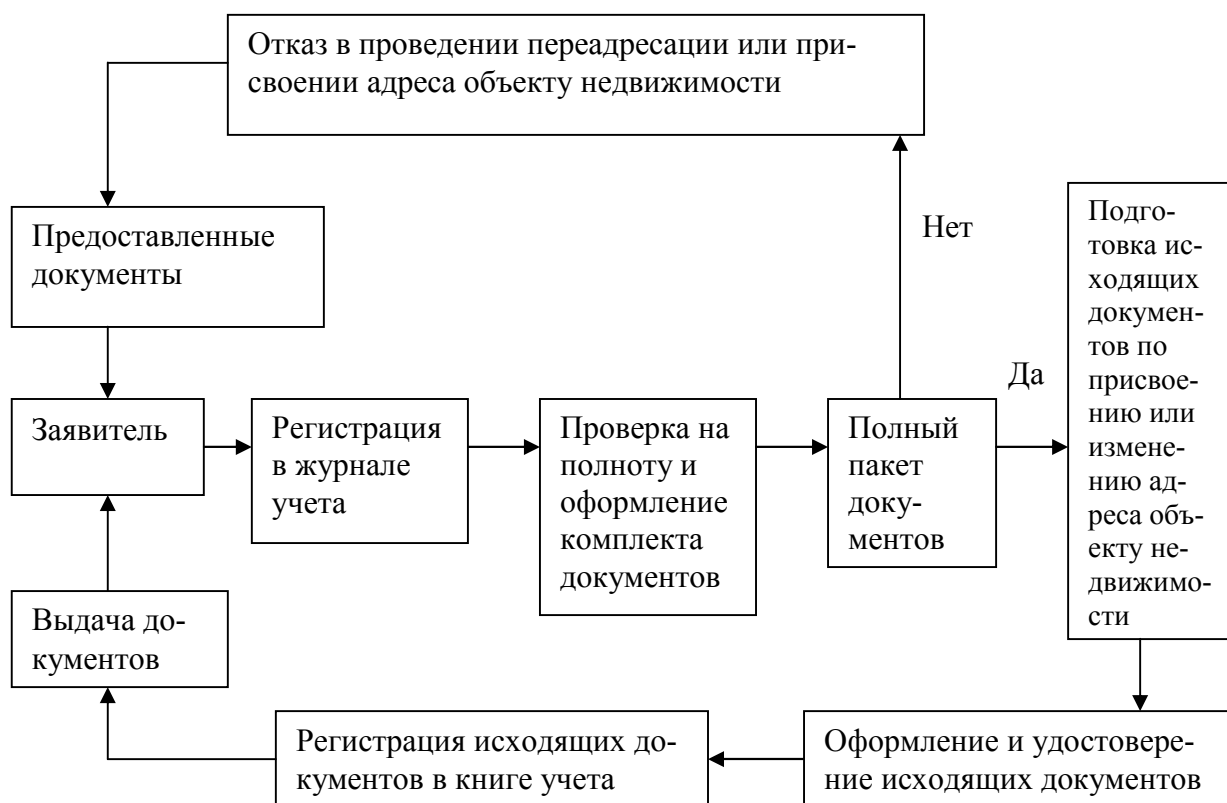 Отказ в проведении переадресации или при-
своении адреса объекту недвижимости
Предоставленные
документы
Нет
Да
Подго-
товка ис-
ходящих
докумен-
тов по
присвое-
нию или
измене-
нию ад-
реса объ-
екту не-
движимо-
сти
Заявитель
Регистрация
в журнале
учета
Проверка на
полноту и
оформление
комплекта
документов
Полный
пакет
доку-
ментов
Выдача до-
кументов
Регистрация исходящих до-
кументов в книге учета
Оформление и удостовере-
ние исходящих документов